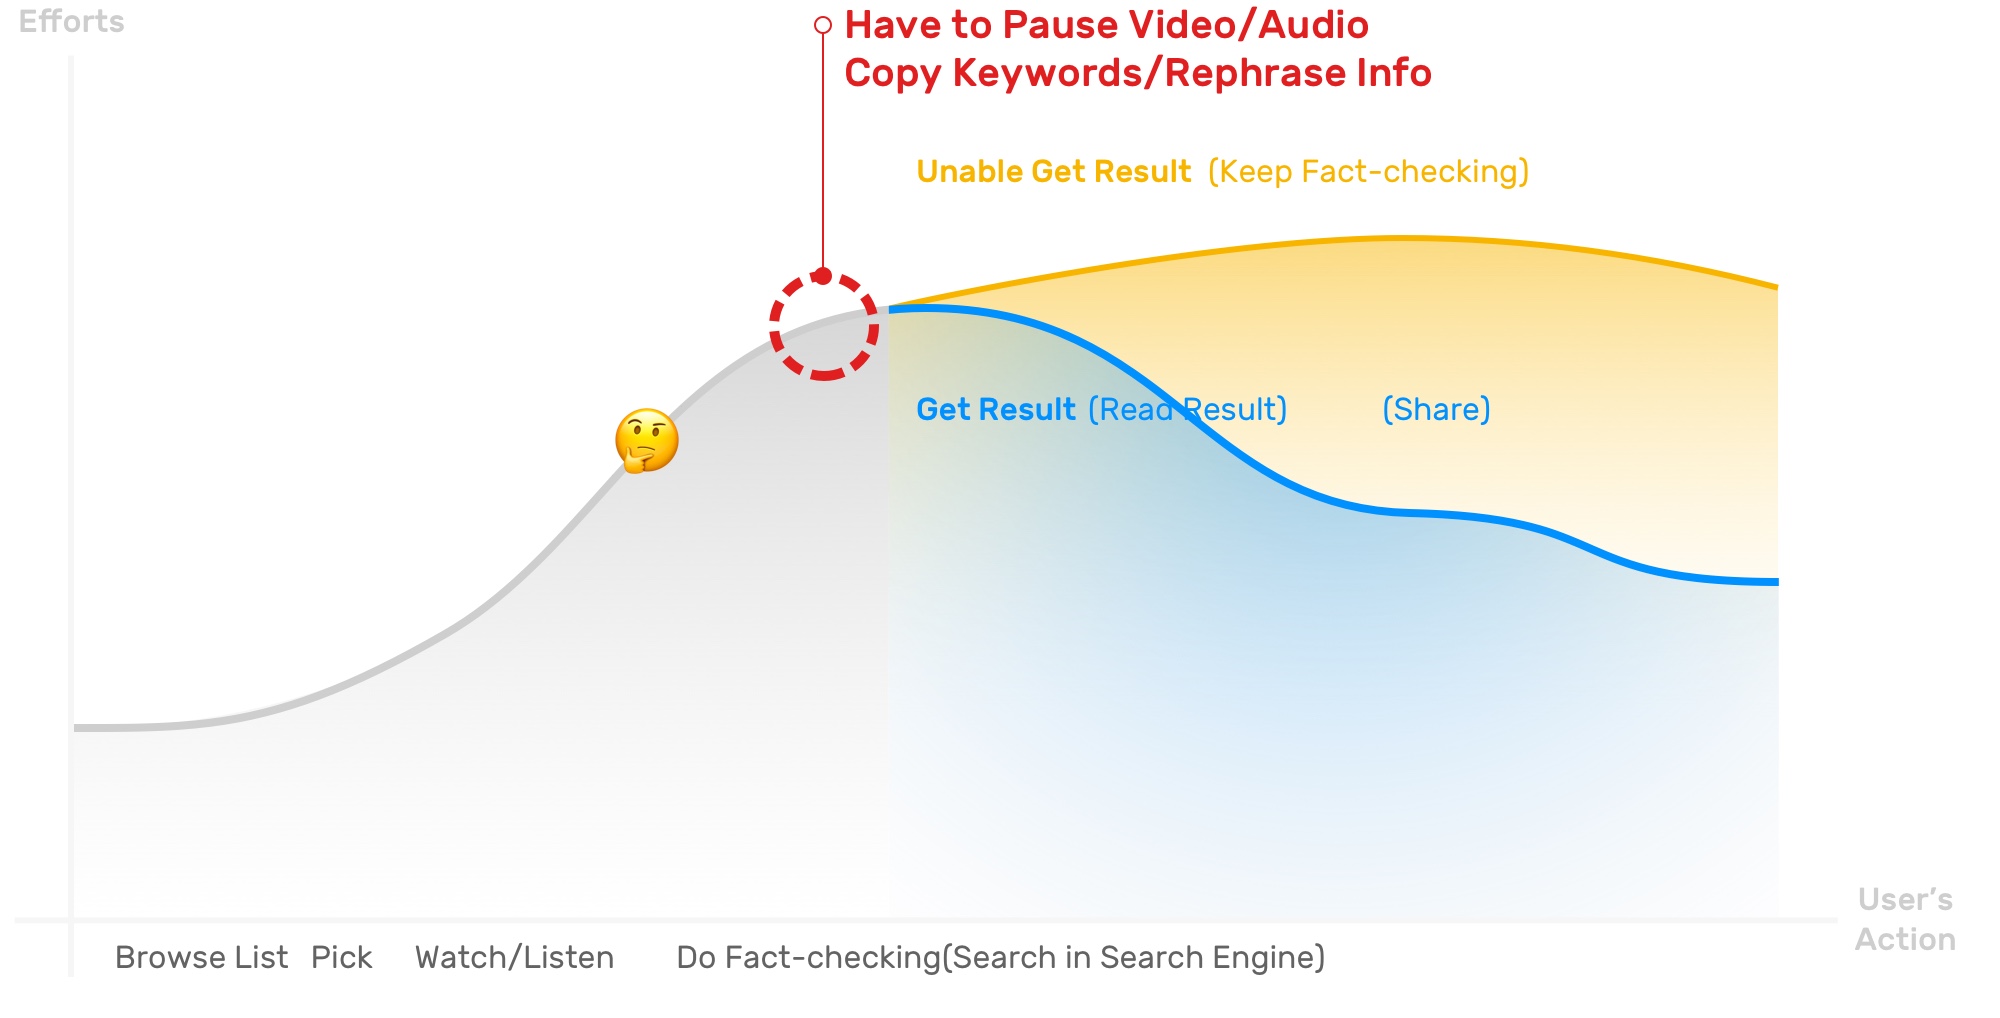 Efforts
Have to Pause Video/Audio
Copy Keywords/Rephrase Info
Unable Get Result (Keep Fact-checking)
Get Result (Read Result) (Share)
User’s
Action
Browse List Pick Watch/Listen Do Fact-checking(Search in Search Engine)